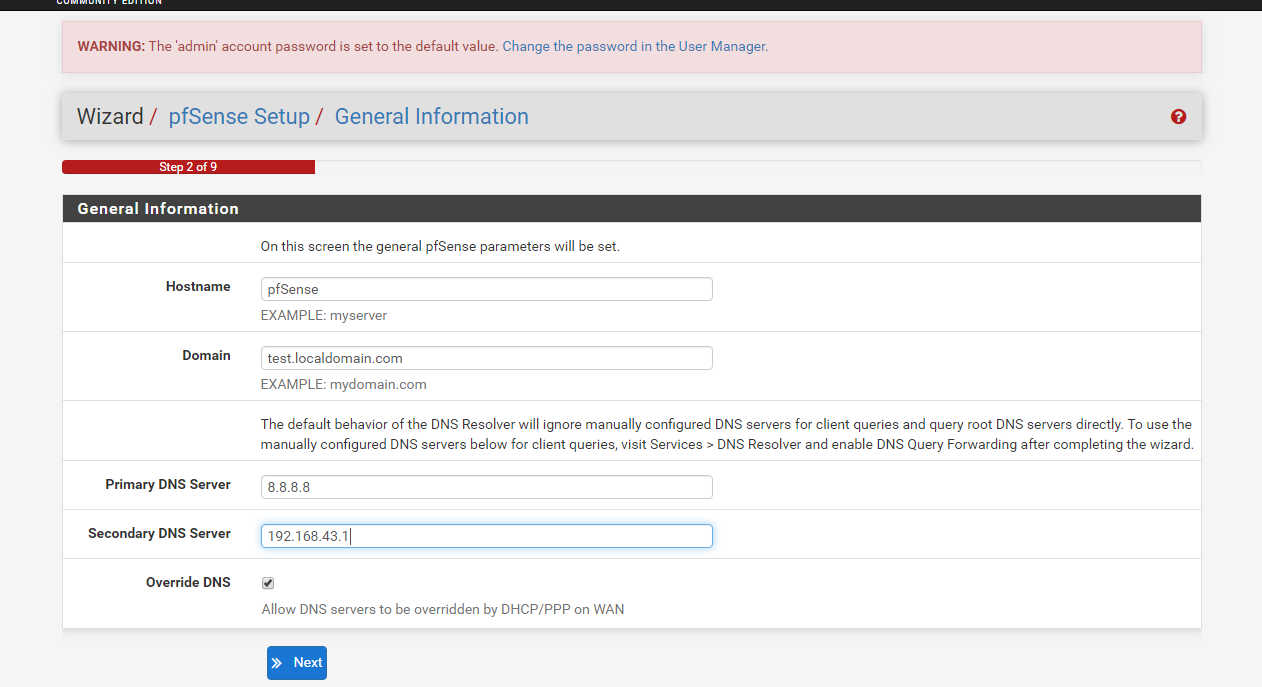 COMMUNITY EDITION
WARNING: The 'admin' account password is set to the default value. Change the password in the User Manager.
Wizard / pfSense Setup / General Information
Step 2 of 9
General Information
On this screen the general pfSense parameters will be set.
Hostname
pfSense
EXAMPLE: myserver
Domain
test.localdomain.com
EXAMPLE: mydomain.com
The default behavior of the DNS Resolver will ignore manually configured DNS servers for client queries and query root DNS servers directly. To use the
manually configured DNS servers below for client queries, visit Services > DNS Resolver and enable DNS Query Forwarding after completing the wizard.
Primary DNS Server
8.8.8.8
Secondary DNS Server
192.168.43.1
Override DNS
Allow DNS servers to be overridden by DHCP/PPP on WAN
Next